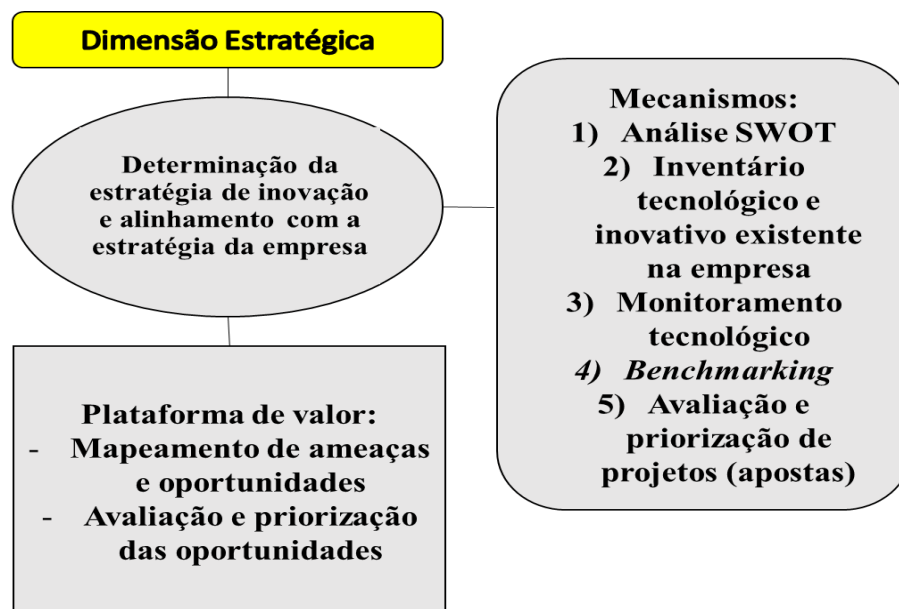 Dimensão Estratégica
Determinação da
estratégia de inovação
e alinhamento com a
estratégia da empresa
Mecanismos:
1) Análise SWOT
2) Inventário
tecnológico e
inovativo existente
na empresa
3) Monitoramento
tecnológico
4) Benchmarking
5) Avaliação e
priorização de
projetos (apostas)
Plataforma de valor:
- Mapeamento de ameaças
e oportunidades
- Avaliação e priorização
das oportunidades